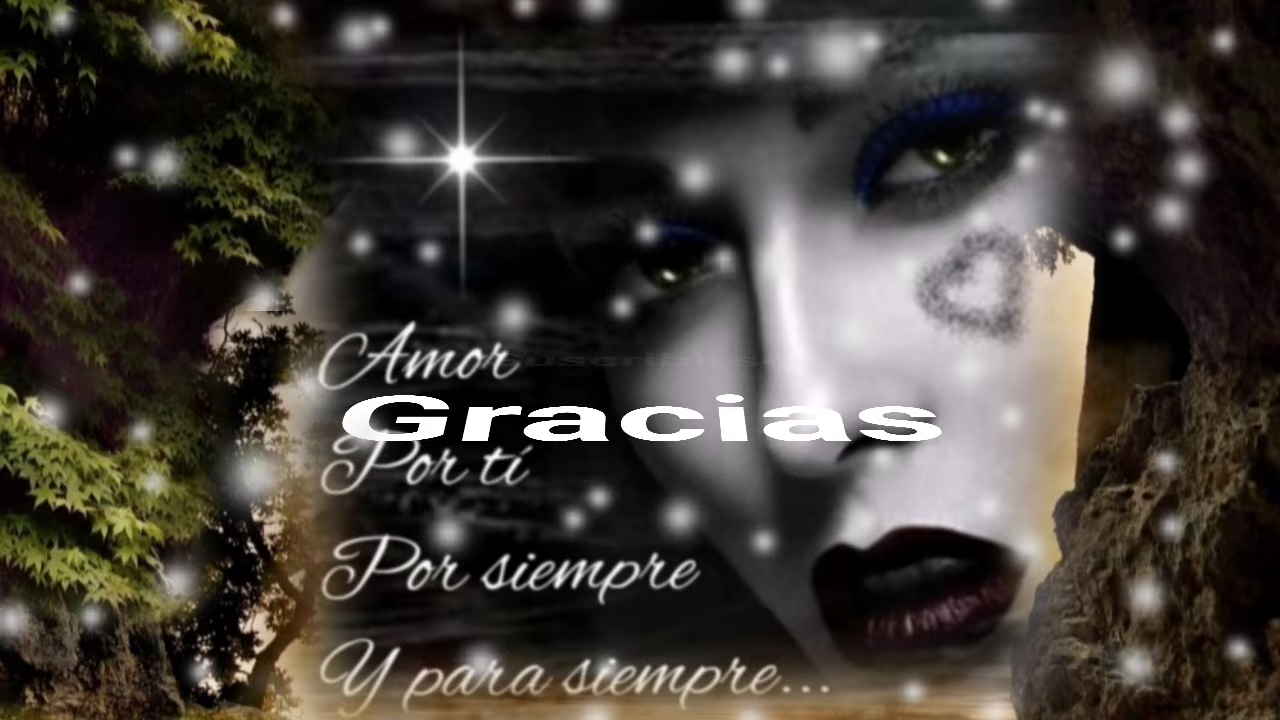 Amor
Gracias
Por tí
Por siempre
Y para siempre...